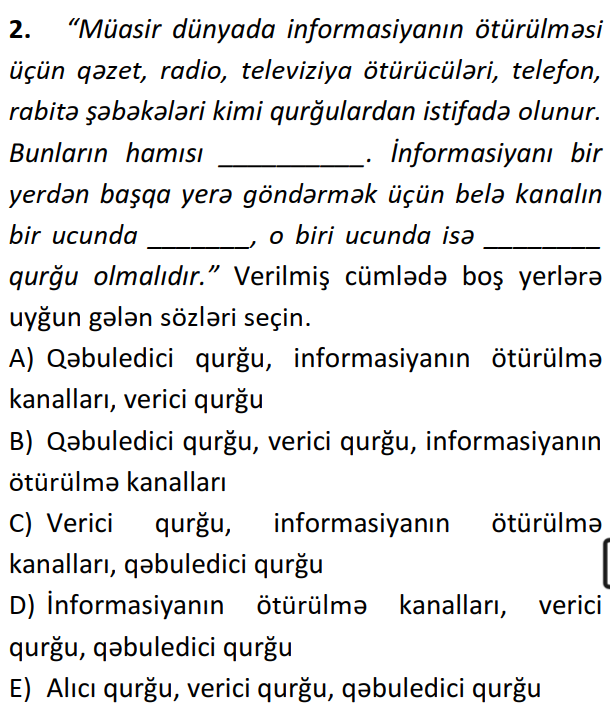 2. “Müasir dünyada informasiyanın ötürülməsi
üçün qəzet, radio, televiziya ötürücüləri, telefon,
rabitə şəbəkələri kimi qurğulardan istifadə olunur.
Bunların hamısı ___________. İnformasiyanı bir
yerdən başqa yerə göndərmək üçün belə kanalın
bir ucunda ________, o biri ucunda isə _________
qurğu olmalıdır.” Verilmiş cümlədə boş yerlərə
uyğun gələn sözləri seçin.
A) Qəbuledici qurğu, informasiyanın ötürülmə
kanalları, verici qurğu
B) Qəbuledici qurğu, verici qurğu, informasiyanın
ötürülmə kanalları
C) Verici qurğu, informasiyanın ötürülmə
kanalları, qəbuledici qurğu
D) İnformasiyanın ötürülmə kanalları, verici
qurğu, qəbuledici qurğu
E) Alıcı qurğu, verici qurğu, qəbuledici qurğu